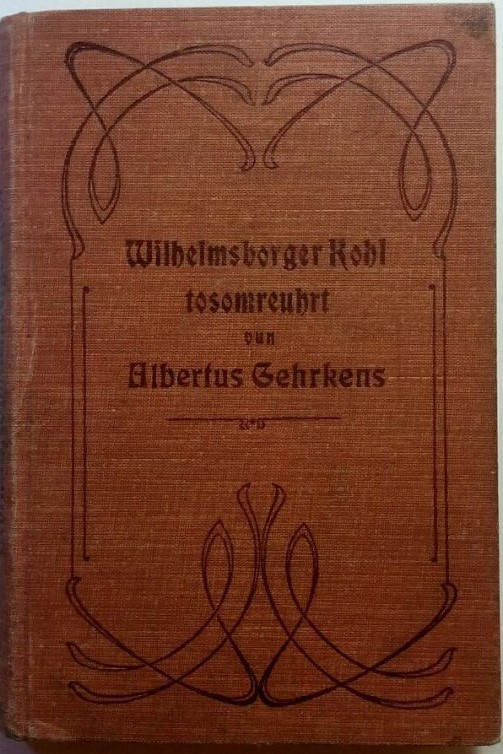 Wilhelmsborger Kohl
tosomreuhrt
vun
Albertus Gehrkens